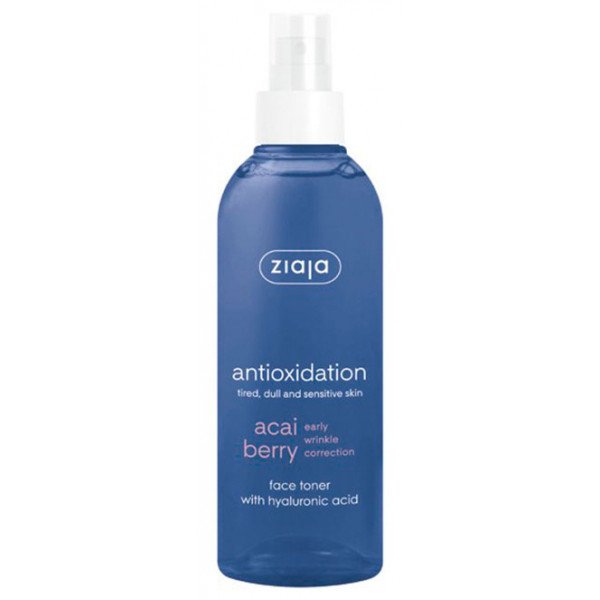 ziaja
antioxidation
tired, dull and sensitive skin
acai berry
early
wrinkle
correction
face toner
with hyaluronic acid